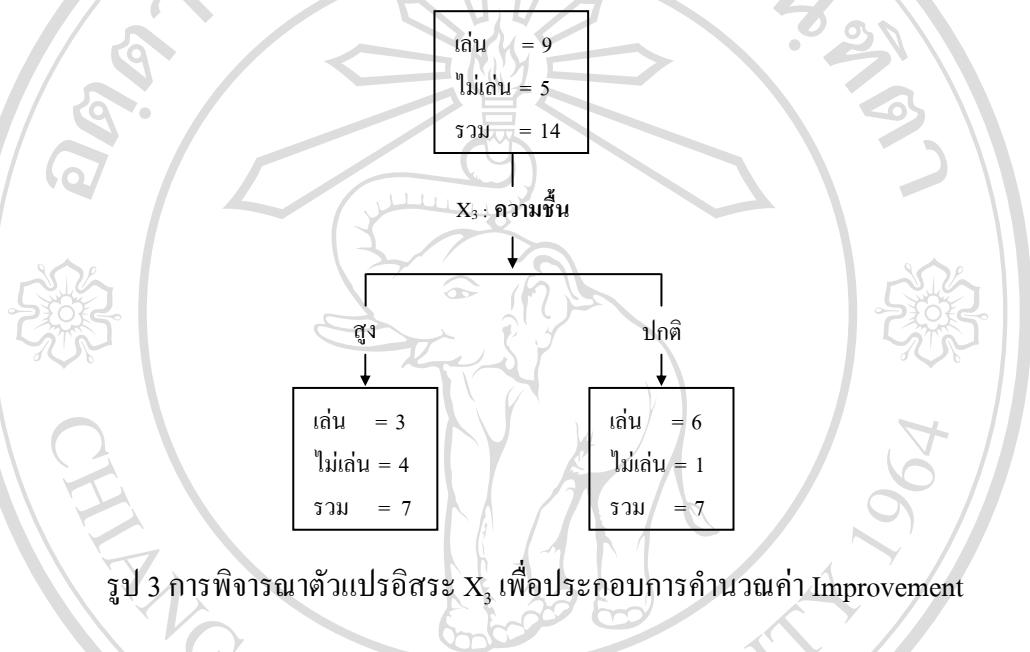 เล่น = 9
ไม่เล่น = 5
รวม = 14
X₃ : ความชื้น
สูง
ปกติ
เล่น = 3
ไม่เล่น = 4
รวม = 7
เล่น = 6
ไม่เล่น = 1
รวม = 7
รูป 3 การพิจารณาตัวแปรอิสระ X₃ เพื่อประกอบการคำนวณค่า Improvement
CHIANG
1964